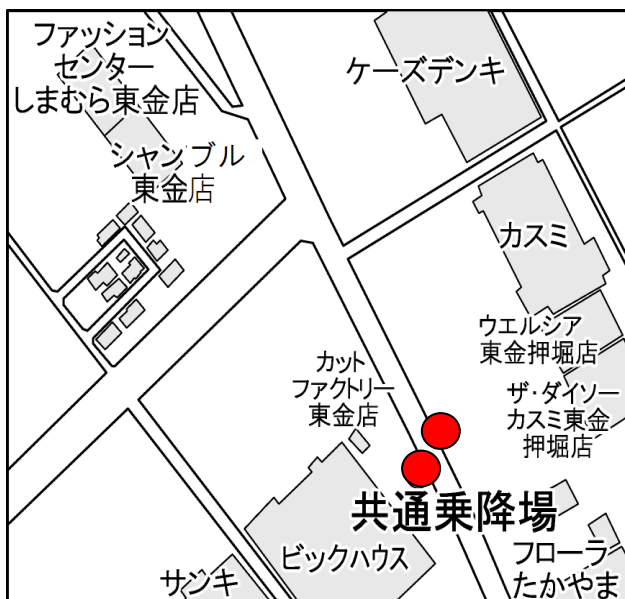 ファッション
センター
しまむら東金店
シャンブル
東金店
ケーズデンキ
カスミ
ウエルシア
東金押堀店
ザ・ダイソー
カスミ東金
押堀店
カット
ファクトリー
東金店
共通乗降場
ビックハウス
サンキ
フローラ
たかやま